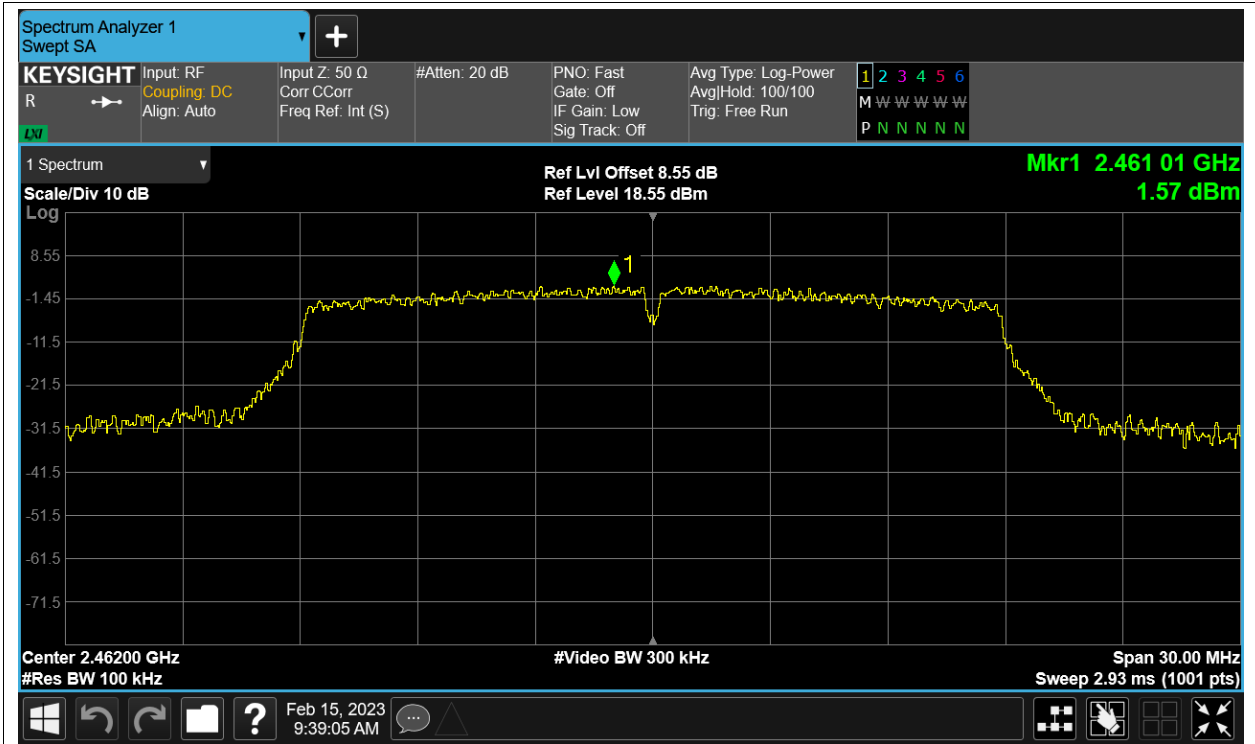 Spectrum Analyzer 1
Swept SA
KEYSIGHT
R
LXI
Input: RF
Coupling: DC
Align: Auto
Input Z: 50 Ω
Corr CCorr
Freq Ref: Int (S)
#Atten: 20 dB
PNO: Fast
Gate: Off
IF Gain: Low
Sig Track: Off
Avg Type: Log-Power
Avg|Hold: 100/100
Trig: Free Run
1 2 3 4 5 6
M W W W W W
P N N N N N
1 Spectrum
Scale/Div 10 dB
Log
Ref Lvl Offset 8.55 dB
Ref Level 18.55 dBm
Mkr1 2.461 01 GHz
1.57 dBm
1
8.55
-1.45
-11.5
-21.5
-31.5
-41.5
-51.5
-61.5
-71.5
Center 2.46200 GHz
#Res BW 100 kHz
#Video BW 300 kHz
Span 30.00 MHz
Sweep 2.93 ms (1001 pts)
?
Feb 15, 2023
9:39:05 AM